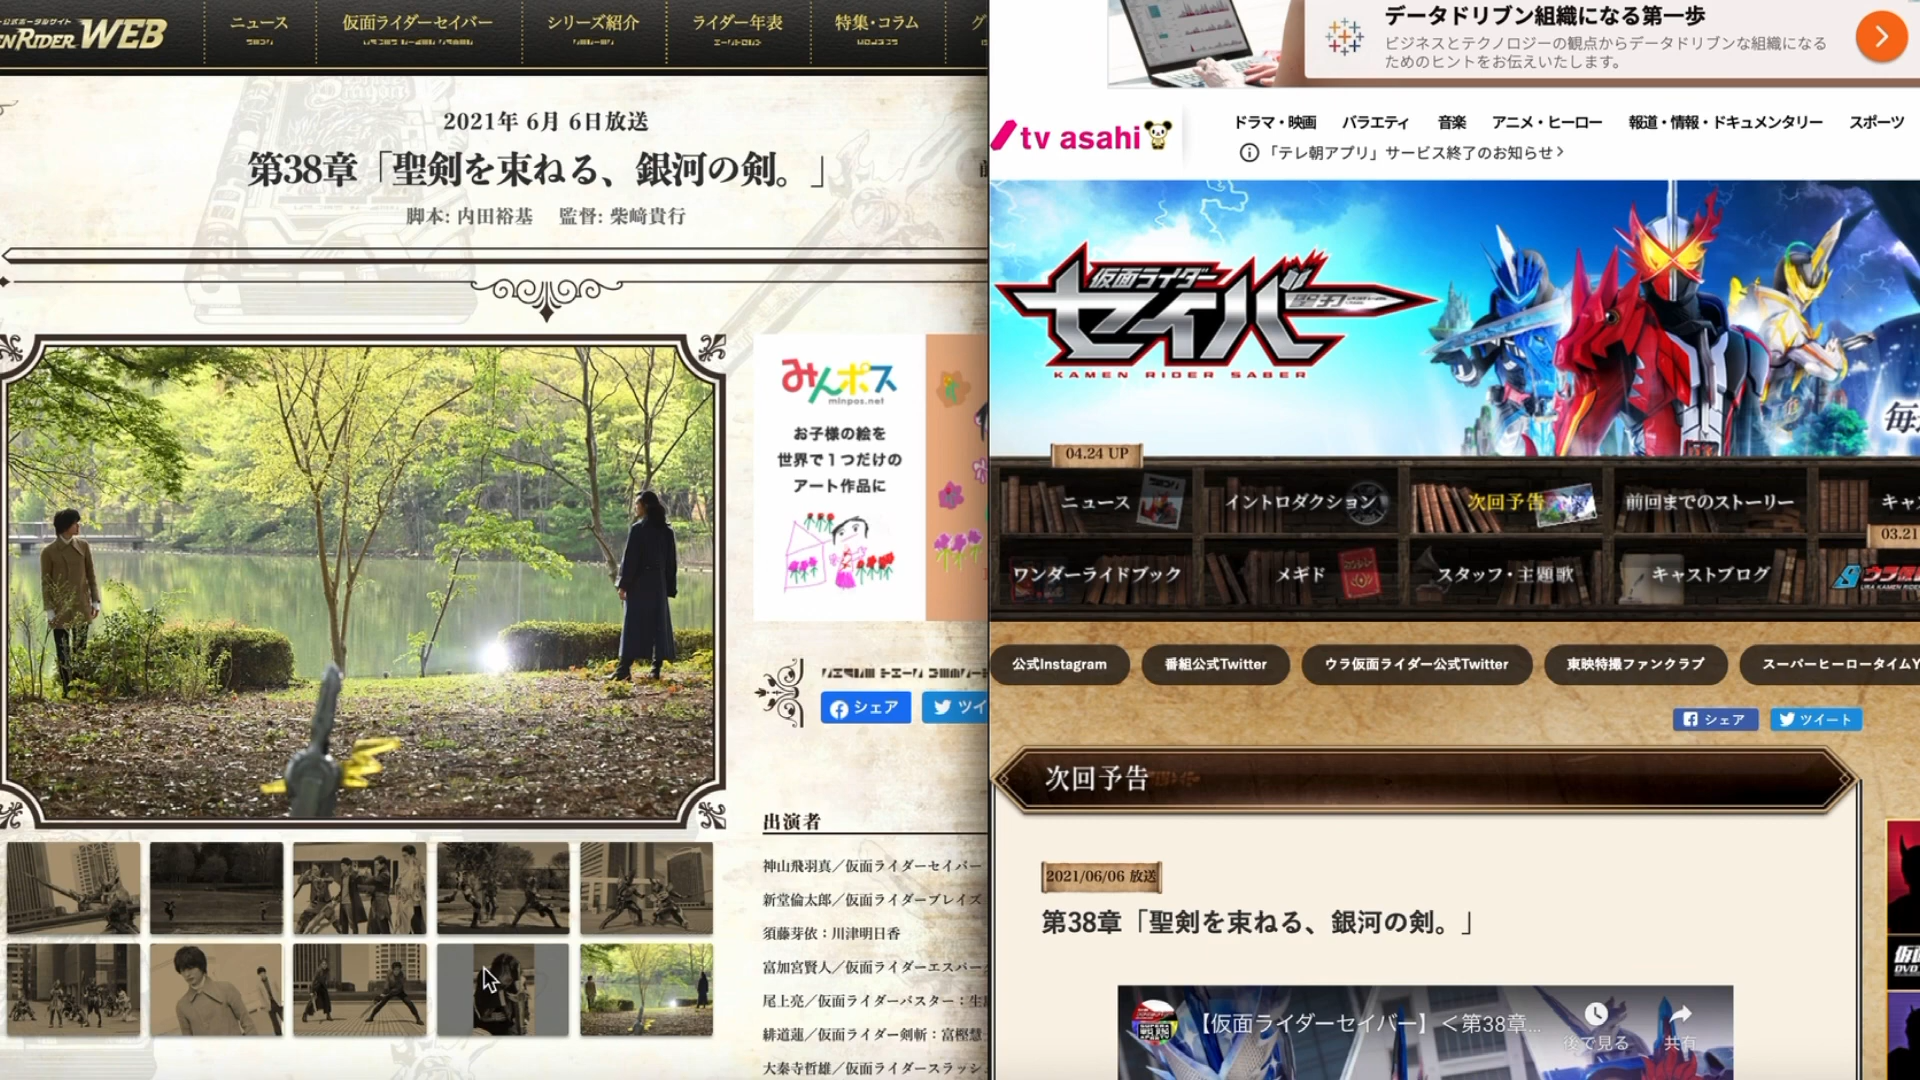 公式ポータルサイト
EN RIDER WEB
ニュース
仮面ライダーセイバー
シリーズ紹介
ライダー年表
特集・コラム
グ
2021年 6月 6日放送
第38章「聖剣を束ねる、銀河の剣。」
脚本: 内田裕基 監督: 柴﨑貴行
みんポス
minpos.net
お子様の絵を
世界で1つだけの
アート作品に
シェア
ツイ
出演者
神山飛羽真／仮面ライダーセイバー
新堂倫太郎／仮面ライダーブレイズ
須藤芽依：川津明日香
富加宮賢人／仮面ライダーエスパー
尾上亮／仮面ライダーバスター：生
緋道蓮／仮面ライダー剣斬：富樫慧
大秦寺哲雄／仮面ライダースラッシ
データドリブン組織になる第一歩
ビジネスとテクノロジーの観点からデータドリブンな組織になる
ためのヒントをお伝えいたします。
tv asahi
ドラマ・映画
バラエティ
音楽
アニメ・ヒーロー
報道・情報・ドキュメンタリー
スポーツ
「テレ朝アプリ」サービス終了のお知らせ
仮面ライダー
セイバー
聖刃
KAMEN RIDER SABER
04.24 UP
ニュース
イントロダクション
次回予告
前回までのストーリー
キャ
03.21
ワンダーライドブック
メギド
スタッフ・主題歌
キャストブログ
公式Instagram
番組公式Twitter
ウラ仮面ライダー公式Twitter
東映特撮ファンクラブ
スーパーヒーロータイムY
シェア
ツイート
次回予告
2021/06/06 放送
第38章「聖剣を束ねる、銀河の剣。」
【仮面ライダーセイバー】＜第38章...
後で見る
共有